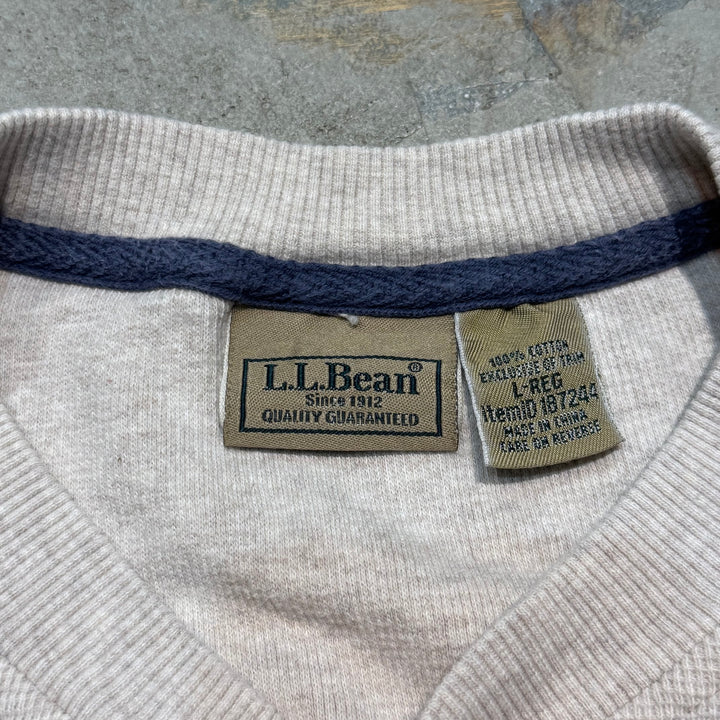 L.L.Bean®
Since 1912
QUALITY GUARANTEED
100% COTTON
EXCLUSIVE OF TRIM
L-REG
ItemID 187244
MADE IN CHINA
CARE ON REVERSE